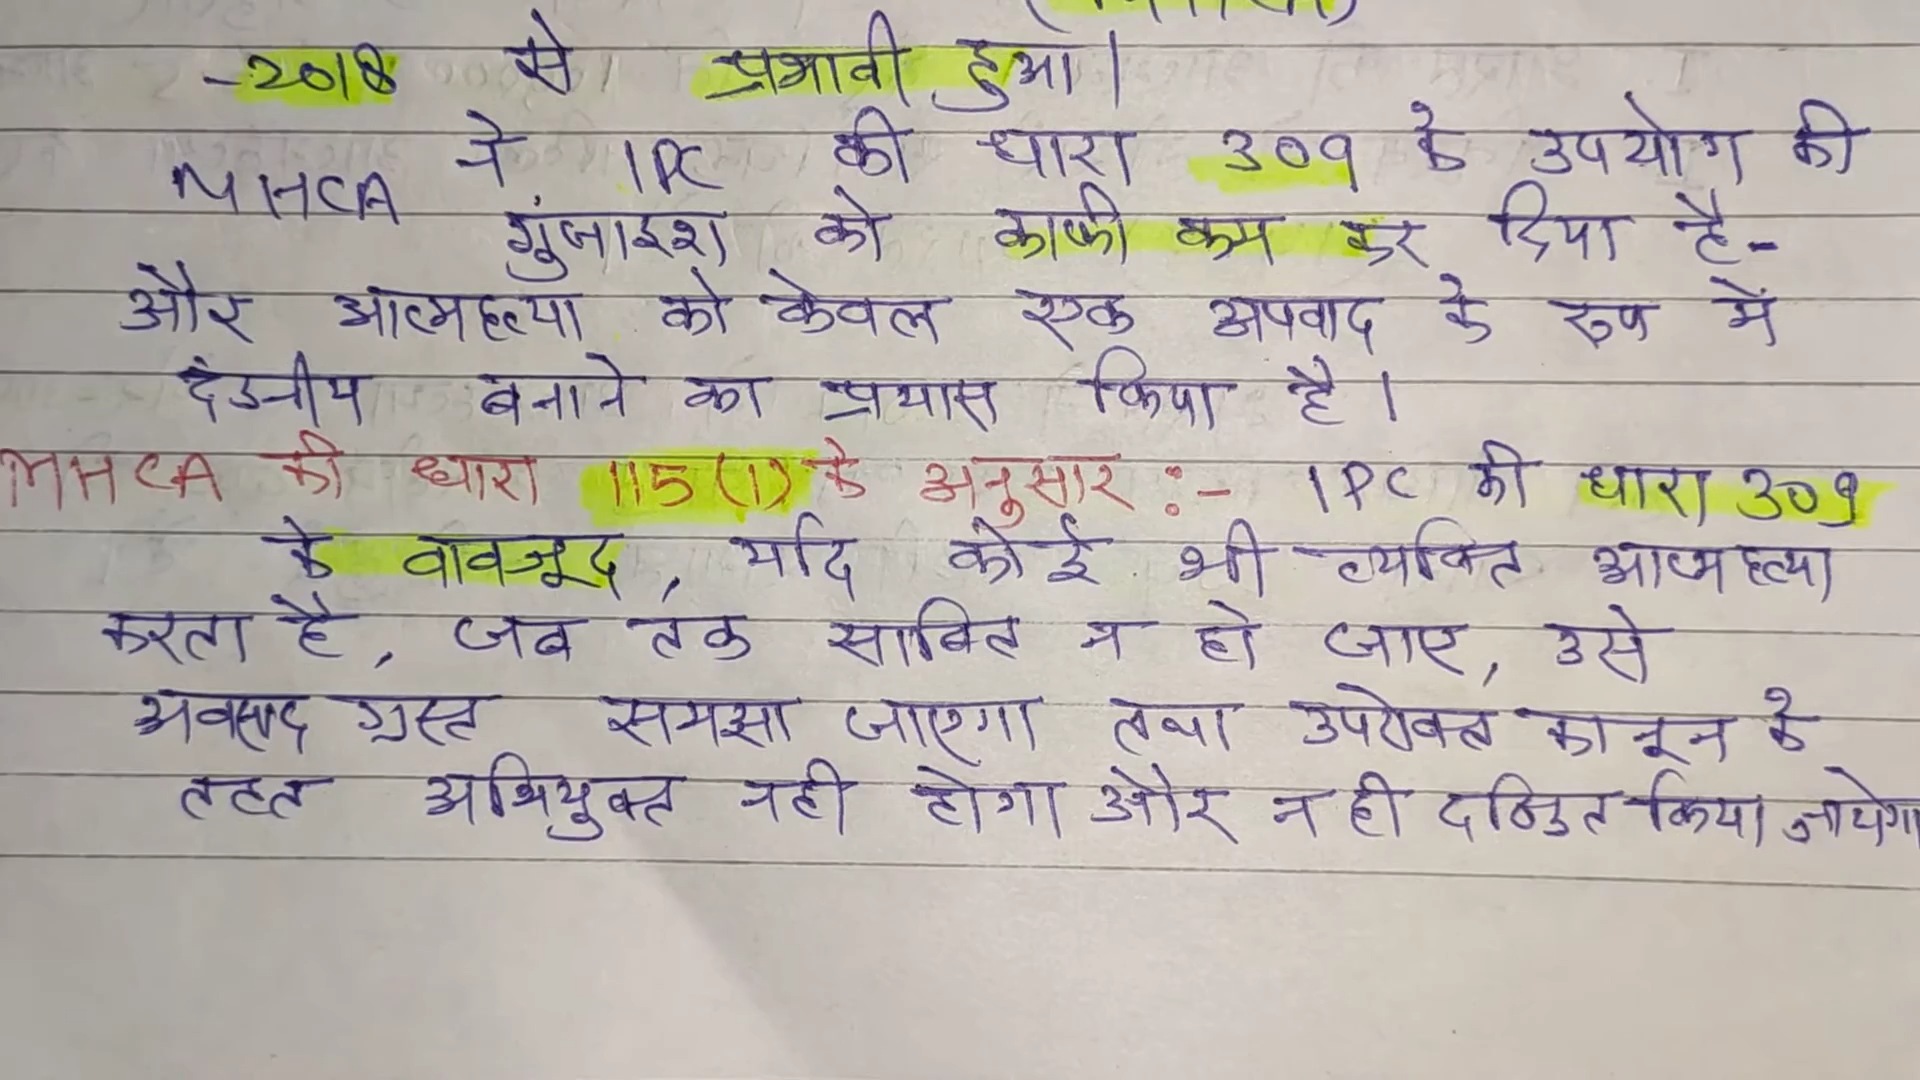 -2018 से प्रभावी हुआ।
MHCA ने IPC की धारा 309 के उपयोग की
गुंजाइश को काफी कम कर दिया है-
और आत्महत्या को केवल एक अपवाद के रूप में
दंडनीय बनाने का प्रयास किया है।
MHCA की धारा 115(1) के अनुसार :- IPC की धारा 309
के वावजूद, यदि कोई भी व्यक्ति आत्महत्या
करता है, जब तक साबित न हो जाए, उसे
अवसाद ग्रस्त समझा जाएगा तथा उपरोक्त कानून के
तहत अभियुक्त नही होगा और न ही दण्डित किया जायेगा